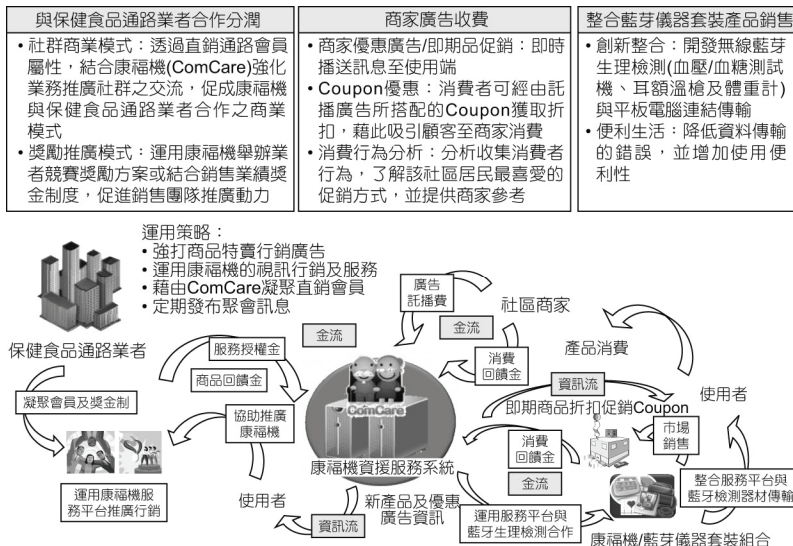 與保健食品通路業者合作分潤
• 社群商業模式：透過直銷通路會員
屬性，結合康福機(ComCare)強化
業務推廣社群之交流，促成康福機
與保健食品通路業者合作之商業
模式
• 獎勵推廣模式：運用康福機舉辦業
者競賽獎勵方案或結合銷售業績獎
金制度，促進銷售團隊推廣動力
商家廣告收費
• 商家優惠廣告/即期品促銷：即時
播送訊息至使用端
• Coupon優惠：消費者可經由託
播廣告所搭配的Coupon獲取折
扣，藉此吸引顧客至商家消費
• 消費行為分析：分析收集消費者
行為，了解該社區居民最喜愛的
促銷方式，並提供商家參考
整合藍芽儀器套裝產品銷售
• 創新整合：開發無線藍芽
生理檢測(血壓/血糖測試
機、耳額溫槍及體重計)
與平板電腦連結傳輸
• 便利生活：降低資料傳輸
的錯誤，並增加使用便
利性
運用策略：
• 強打商品特賣行銷廣告
• 運用康福機的視訊行銷及服務
• 藉由ComCare凝聚直銷會員
• 定期發布聚會訊息
保健食品通路業者
凝聚會員及獎金制
運用康福機服
務平台推廣行銷
金流
服務授權金
商品回饋金
協助推廣
康福機
使用者
資訊流
ComCare
康福機資援服務系統
新產品及優惠
廣告資訊
廣告
託播費
金流
社區商家
消費
回饋金
產品消費
資訊流
使用者
即期商品折扣促銷Coupon
消費
回饋金
金流
市場
銷售
運用服務平台與
藍牙生理檢測合作
整合服務平台與
藍牙檢測器材傳輸
康福機/藍芽儀器套裝組合